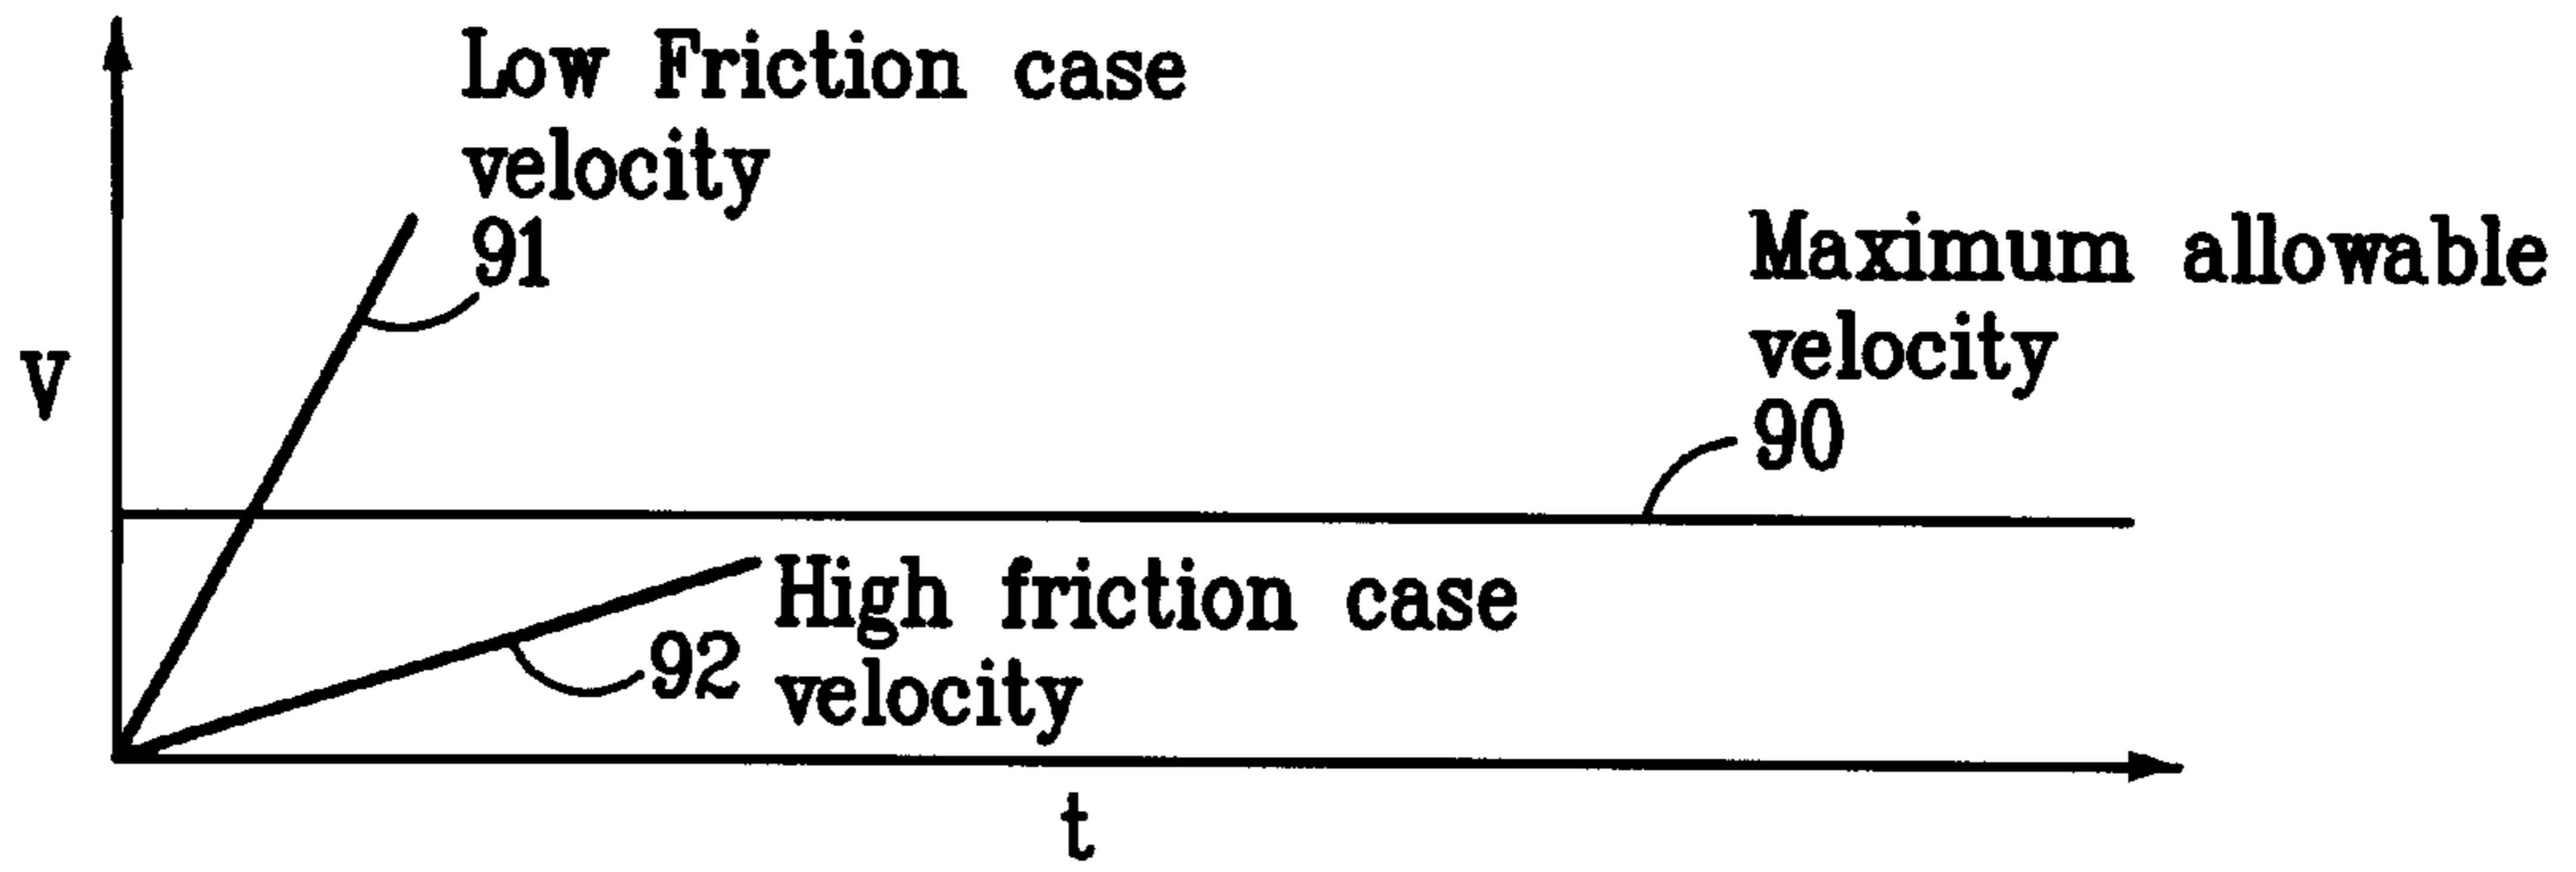 Low Friction case
velocity
91
Maximum allowable
velocity
90
V
High friction case
velocity
92
t